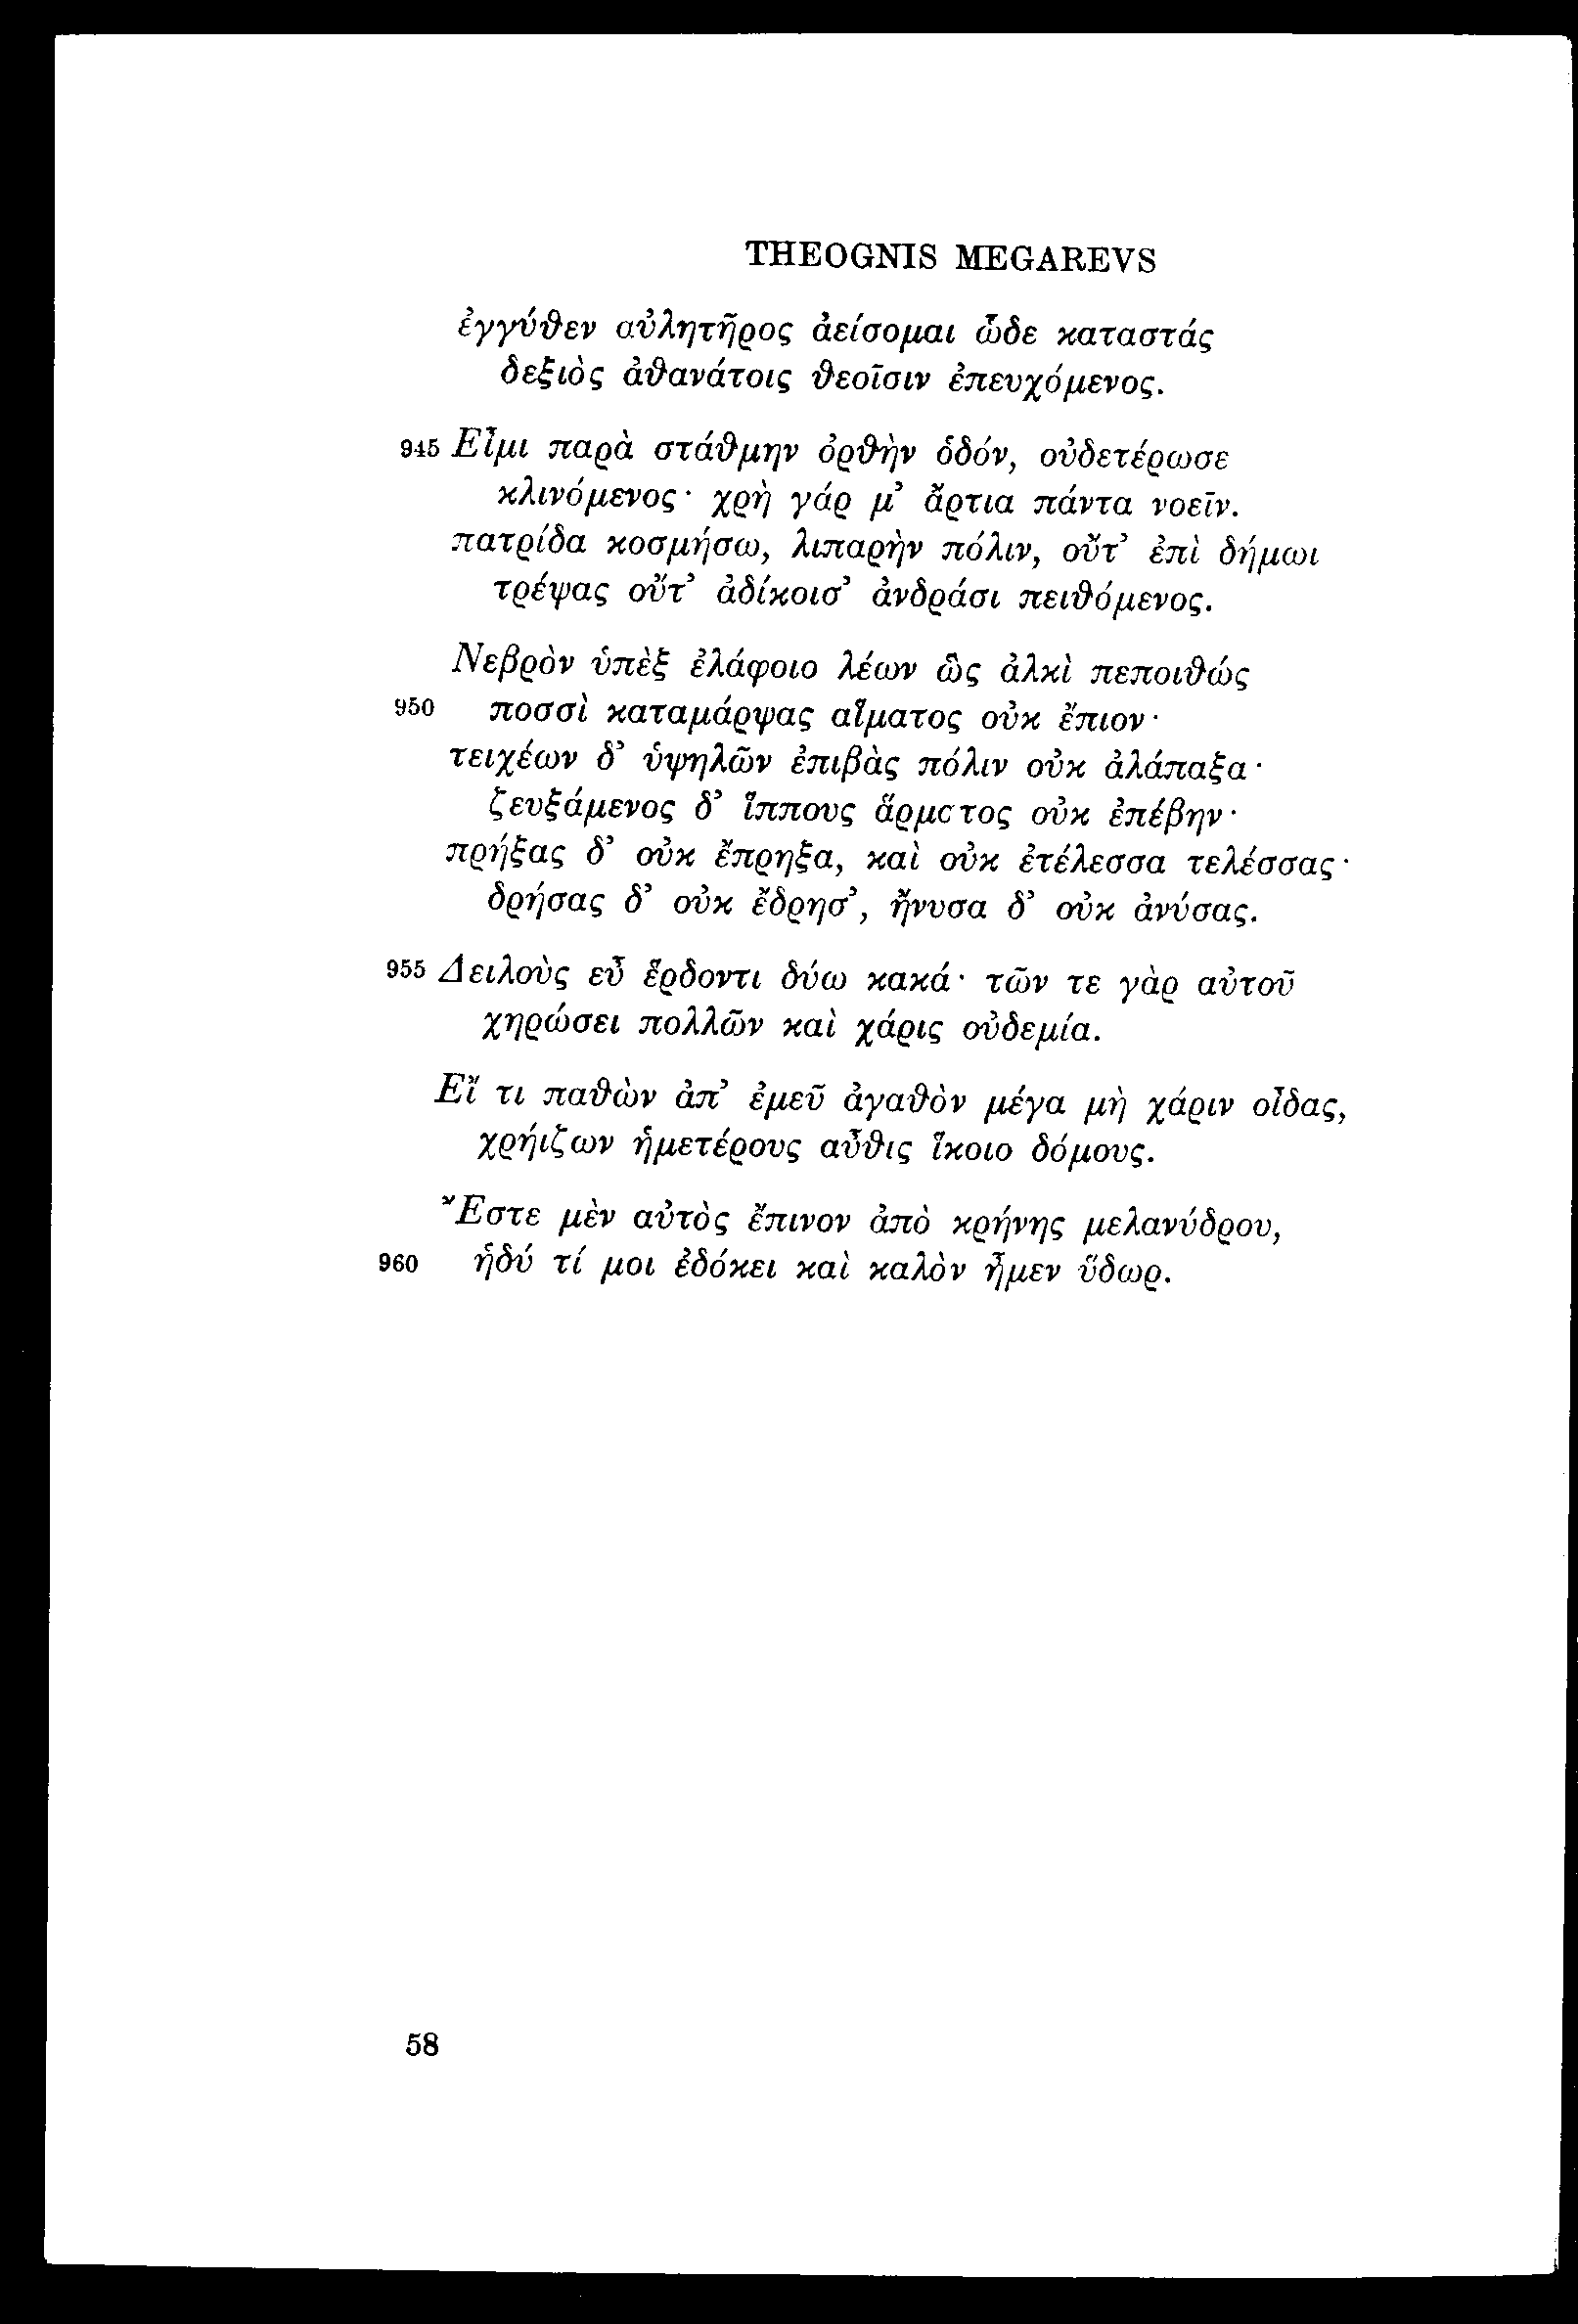 THEOGNIS MEGAREVS
ἐγγύθεν αὐλητῆρος ἀείσομαι ὧδε καταστάς
δεξιὸς ἀθανάτοις θεοῖσιν ἐπευχόμενος.
945 Εἶμι παρὰ στάθμην ὀρθὴν ὁδόν, οὐδετέρωσε
κλινόμενος· χρὴ γάρ μ’ ἄρτια πάντα νοεῖν.
πατρίδα κοσμήσω, λιπαρὴν πόλιν, οὔτ’ ἐπὶ δήμωι
τρέψας οὔτ’ ἀδίκοισ’ ἀνδράσι πειθόμενος.
Νεβρὸν ὑπὲξ ἐλάφοιο λέων ὣς ἀλκὶ πεποιθώς
950 ποσσὶ καταμάρψας αἵματος οὐκ ἔπιον·
τειχέων δ’ ὑψηλῶν ἐπιβὰς πόλιν οὐκ ἀλάπαξα·
ζευξάμενος δ’ ἵππους ἅρματος οὐκ ἐπέβην·
πρήξας δ’ οὐκ ἔπρηξα, καὶ οὐκ ἐτέλεσσα τελέσσας·
δρήσας δ’ οὐκ ἔδρησ’, ἤνυσα δ’ οὐκ ἀνύσας.
955 Δειλοὺς εὖ ἕρδοντι δύω κακά· τῶν τε γὰρ αὐτοῦ
χηρώσει πολλῶν καὶ χάρις οὐδεμία.
Εἴ τι παθὼν ἀπ’ ἐμεῦ ἀγαθὸν μέγα μὴ χάριν οἶδας,
χρήιζων ἡμετέρους αὖθις ἵκοιο δόμους.
Ἔστε μὲν αὐτὸς ἔπινον ἀπὸ κρήνης μελανύδρου,
960 ἡδύ τί μοι ἐδόκει καὶ καλὸν ἦμεν ὕδωρ.
58